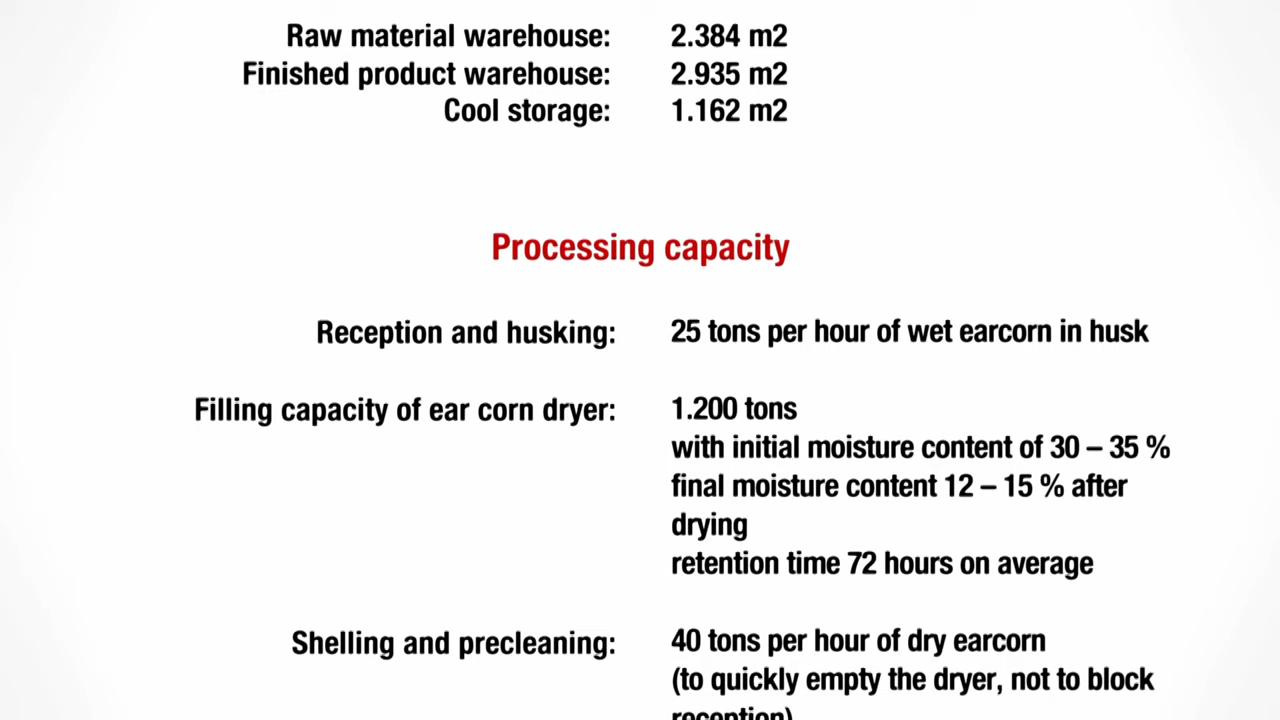 Raw material warehouse: 2.384 m2
Finished product warehouse: 2.935 m2
Cool storage: 1.162 m2
Processing capacity
Reception and husking: 25 tons per hour of wet earcorn in husk
Filling capacity of ear corn dryer: 1.200 tons
with initial moisture content of 30 – 35 %
final moisture content 12 – 15 % after
drying
retention time 72 hours on average
Shelling and precleaning: 40 tons per hour of dry earcorn
(to quickly empty the dryer, not to block
reception)